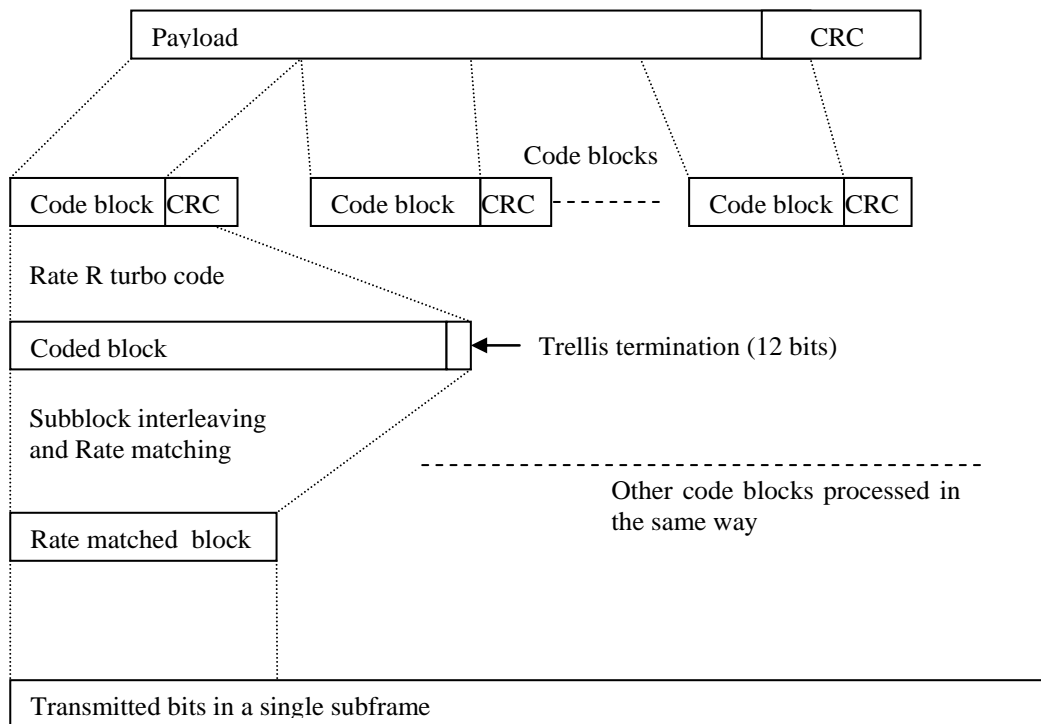 Payload CRC
Code blocks
Code block CRC Code block CRC Code block CRC
Rate R turbo code
Coded block
Trellis termination (12 bits)
Subblock interleaving
and Rate matching
Other code blocks processed in
the same way
Rate matched block
Transmitted bits in a single subframe